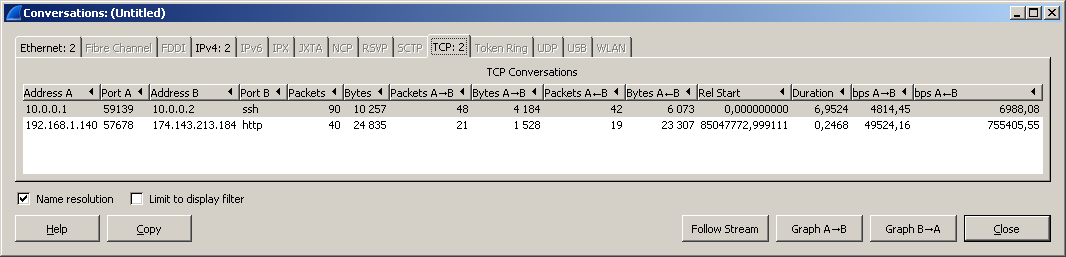 Conversations: (Untitled)
Ethernet: 2 Fibre Channel FDDI IPv4: 2 IPv6 IPX JXTA NCP RSVP SCTP TCP: 2 Token Ring UDP USB WLAN
TCP Conversations
Address A Port A Address B Port B Packets Bytes Packets A→B Bytes A→B Packets A←B Bytes A←B Rel Start Duration bps A→B bps A←B
10.0.0.1 59139 10.0.0.2 ssh 90 10 257 48 4 184 42 6 073 0,000000000 6,9524 4814,45 6988,08
192.168.1.140 57678 174.143.213.184 http 40 24 835 21 1 528 19 23 307 85047772,999111 0,2468 49524,16 755405,55
Name resolution Limit to display filter
Help Copy Follow Stream Graph A→B Graph B→A Close